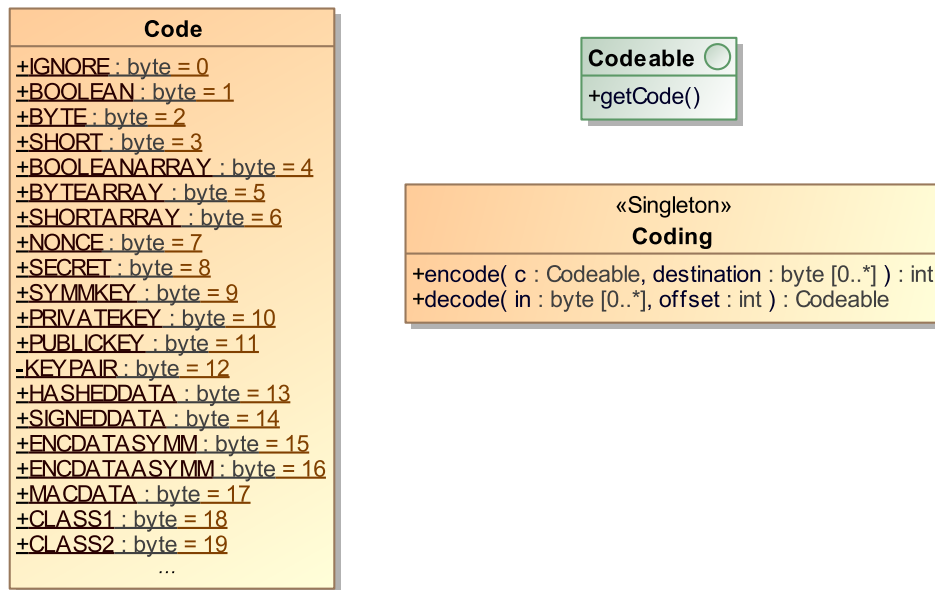 Code
+IGNORE : byte = 0
+BOOLEAN : byte = 1
+BYTE : byte = 2
+SHORT : byte = 3
+BOOLEANARRAY : byte = 4
+BYTEARRAY : byte = 5
+SHORTARRAY : byte = 6
+NONCE : byte = 7
+SECRET : byte = 8
+SYMMKEY : byte = 9
+PRIVATEKEY : byte = 10
+PUBLICKEY : byte = 11
-KEYPAIR : byte = 12
+HASHEDDATA : byte = 13
+SIGNEDDATA : byte = 14
+ENCDATASYMM : byte = 15
+ENCDATAASYMM : byte = 16
+MACDATA : byte = 17
+CLASS1 : byte = 18
+CLASS2 : byte = 19
...
Codeable
+getCode()
«Singleton»
Coding
+encode( c : Codeable, destination : byte [0..*] ) : int
+decode( in : byte [0..*], offset : int ) : Codeable